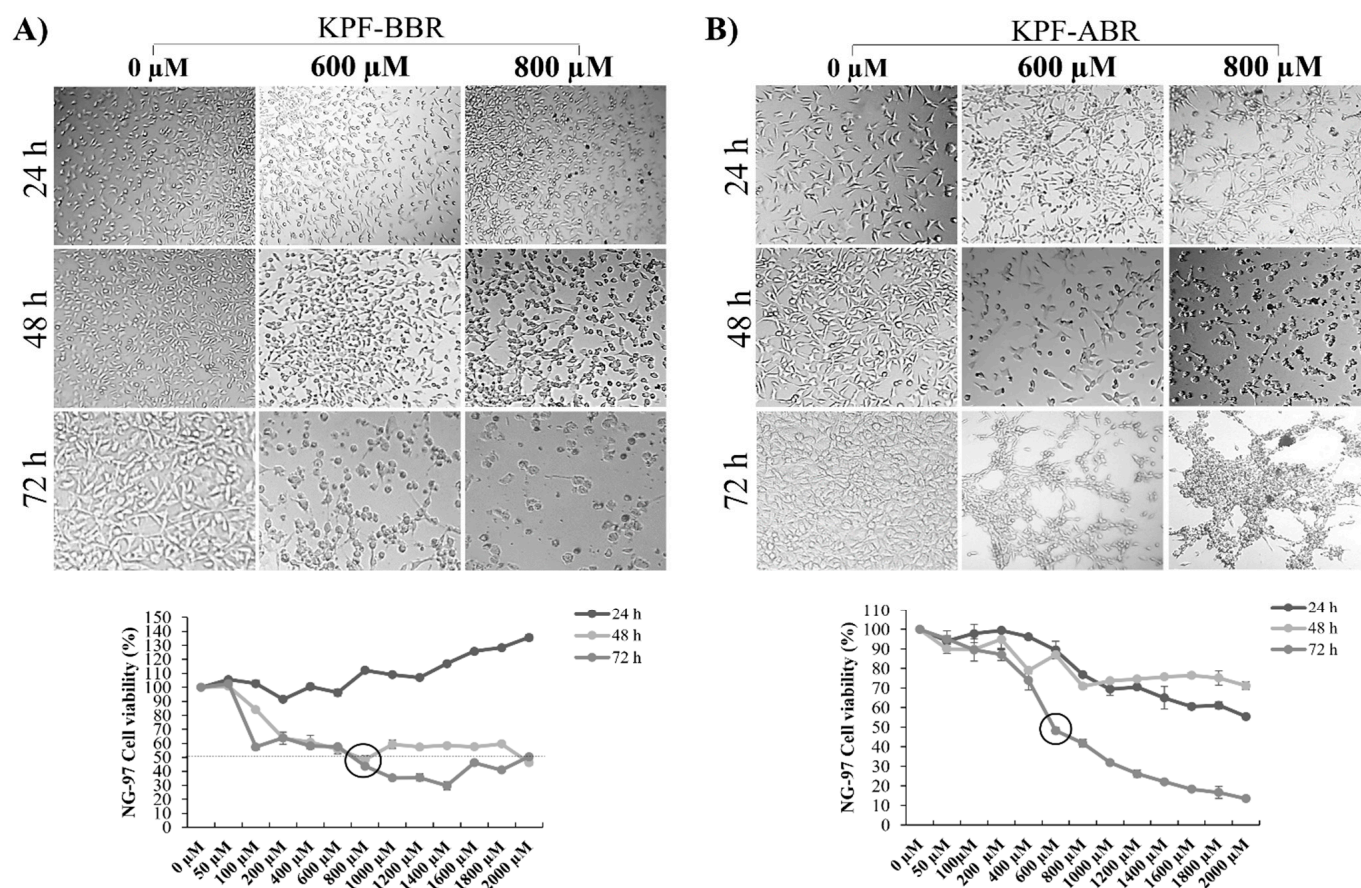 A)
KPF-BBR
0 µM
600 µM
800 µM
24 h
48 h
72 h
NG-97 Cell viability (%)
150
140
130
120
110
100
90
80
70
60
50
40
30
20
10
0
24 h
48 h
72 h
0 µM
50 µM
100 µM
200 µM
400 µM
600 µM
800 µM
1000 µM
1200 µM
1400 µM
1600 µM
1800 µM
2000 µM
B)
KPF-ABR
0 µM
600 µM
800 µM
24 h
48 h
72 h
NG-97 Cell viability (%)
110
100
90
80
70
60
50
40
30
20
10
0
24 h
48 h
72 h
0 µM
50 µM
100µM
200 µM
400 µM
600 µM
800 µM
1000 µM
1200 µM
1400 µM
1600 µM
1800 µM
2000 µM